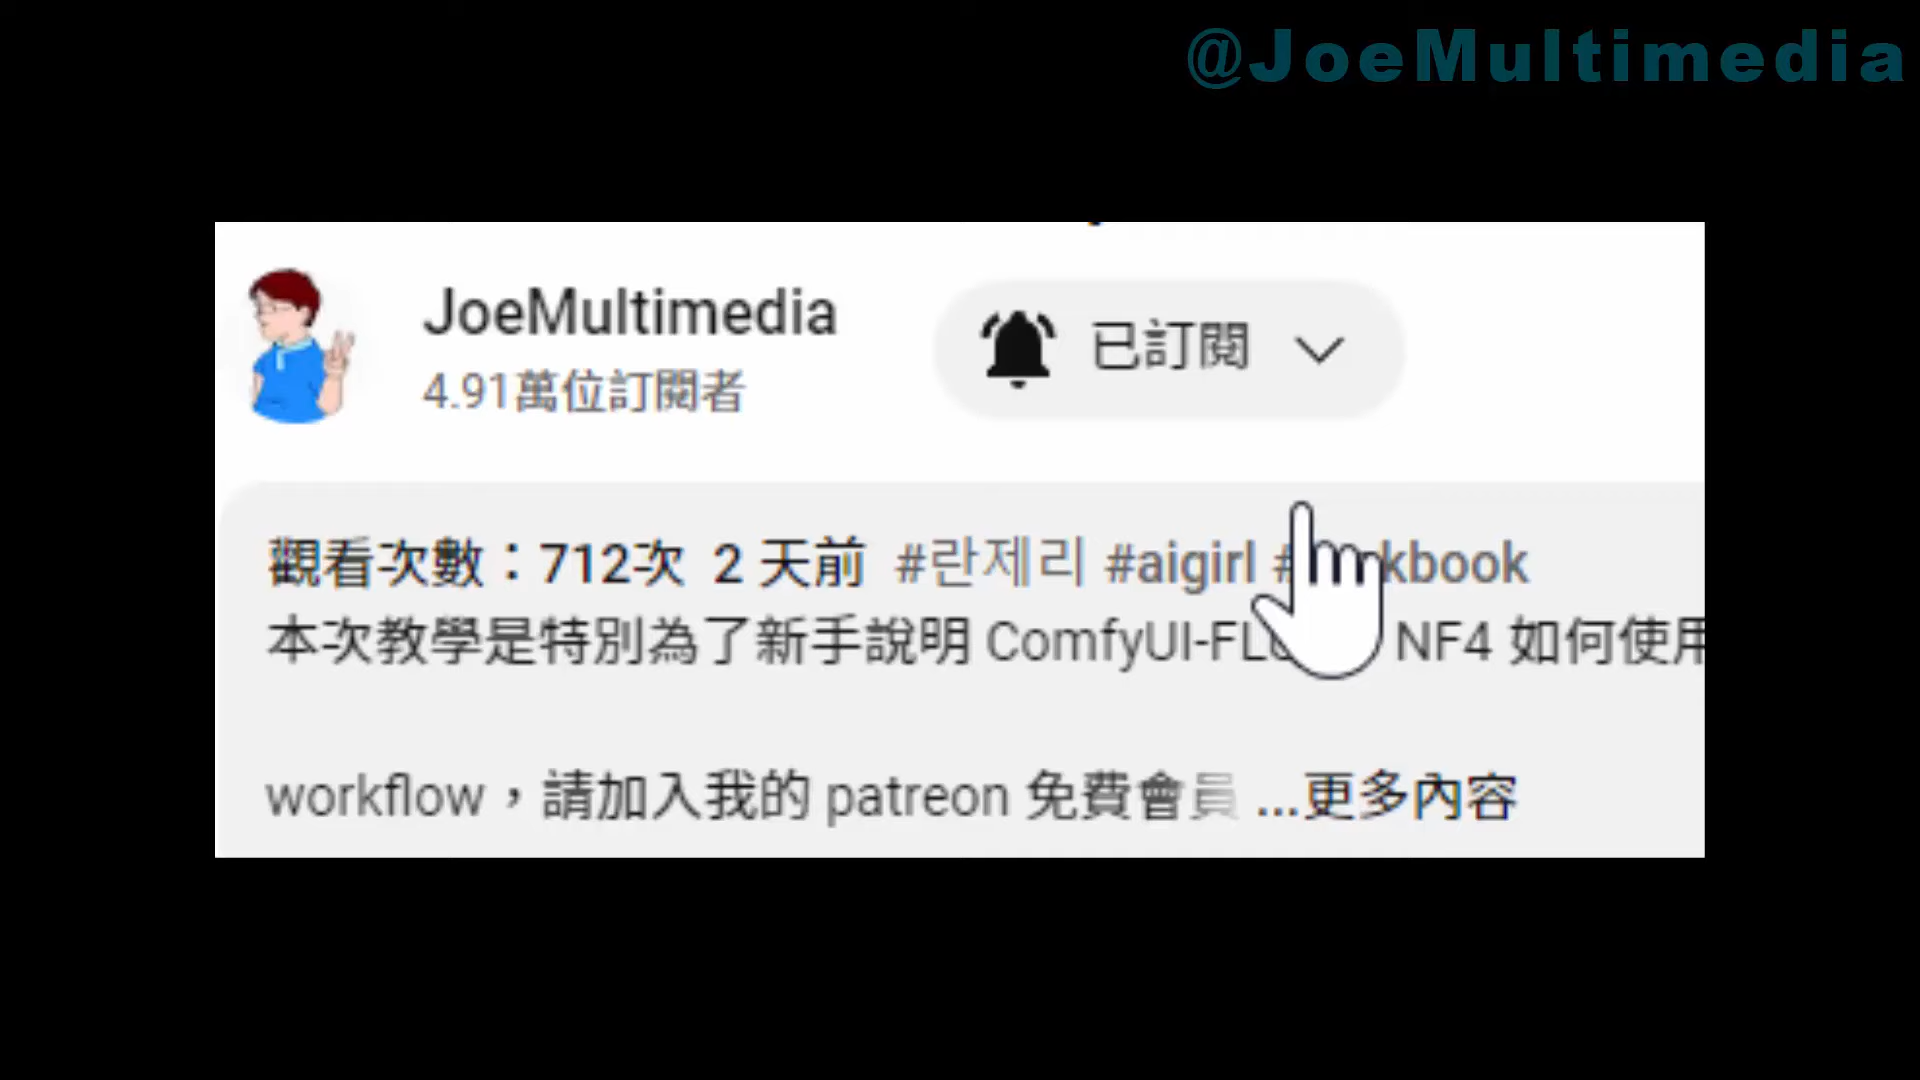 @JoeMultimedia
JoeMultimedia
已訂閱
4.91萬位訂閱者
觀看次數：712次 2 天前 #란제리 #aigirl
本次教學是特別為了新手說明 ComfyUI- NF4 如何使用
workflow，請加入我的 patreon 免費會員 ...更多內容